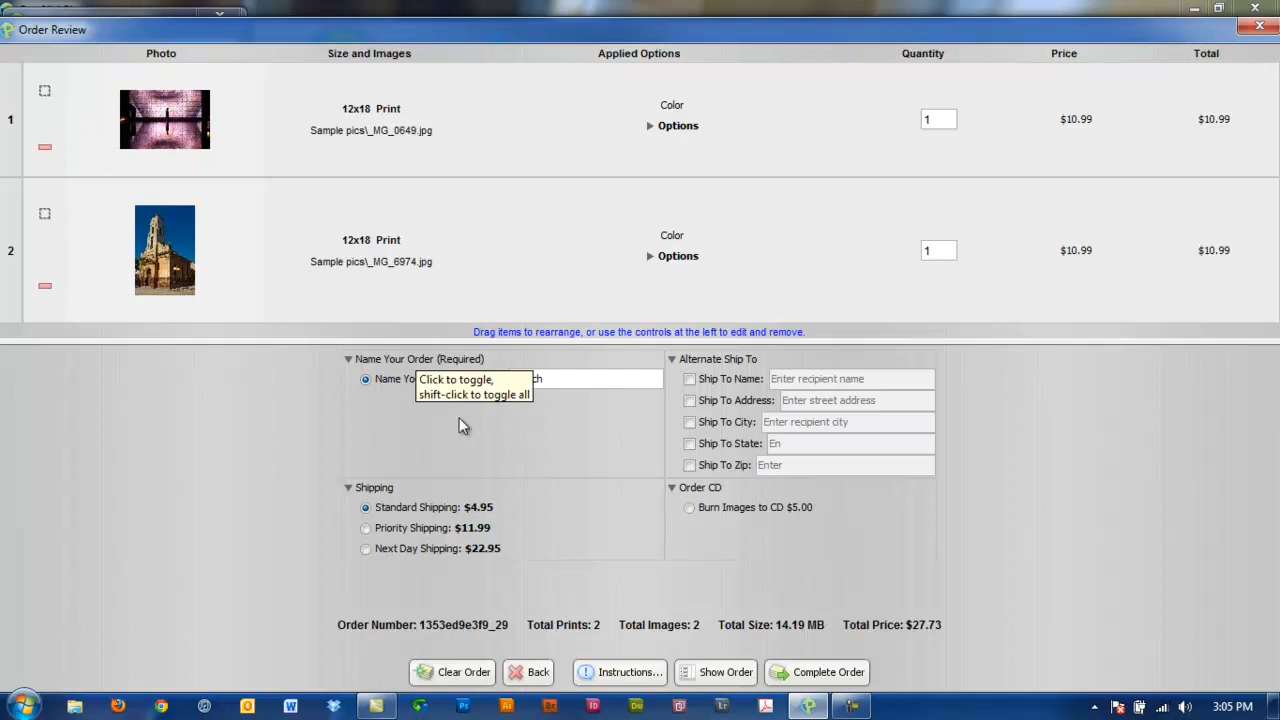 Order Review
Photo Size and Images Applied Options Quantity Price Total
1
12x18 Print
Sample pics\_MG_0649.jpg
Color
Options
1
$10.99
$10.99
2
12x18 Print
Sample pics\_MG_6974.jpg
Color
Options
1
$10.99
$10.99
Drag items to rearrange, or use the controls at the left to edit and remove.
Name Your Order (Required)
Click to toggle,
shift-click to toggle all
Alternate Ship To
Ship To Name: Enter recipient name
Ship To Address: Enter street address
Ship To City: Enter recipient city
Ship To State: En
Ship To Zip: Enter
Shipping
Standard Shipping: $4.95
Priority Shipping: $11.99
Next Day Shipping: $22.95
Order CD
Burn Images to CD $5.00
Order Number: 1353ed9e3f9_29 Total Prints: 2 Total Images: 2 Total Size: 14.19 MB Total Price: $27.73
Clear Order Back Instructions... Show Order Complete Order
W Ps Ai Br Id Dw Lr 3:05 PM